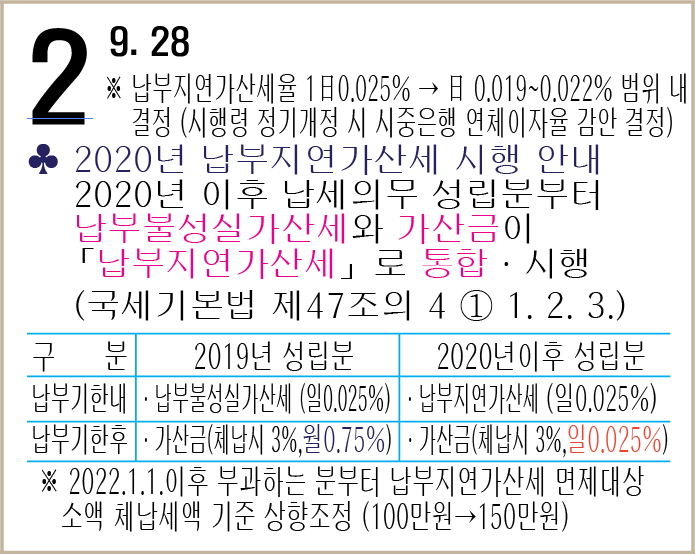 2 9. 28
※ 납부지연가산세율 1日0.025% → 日 0.019~0.022% 범위 내
결정 (시행령 정기개정 시 시중은행 연체이자율 감안 결정)
♣ 2020년 납부지연가산세 시행 안내
2020년 이후 납세의무 성립분부터
납부불성실가산세와 가산금이
「납부지연가산세」로 통합 · 시행
(국세기본법 제47조의 4 ① 1. 2. 3.)
구 분 2019년 성립분 2020년이후 성립분
납부기한내 · 납부불성실가산세 (일0.025%) · 납부지연가산세 (일0.025%)
납부기한후 · 가산금(체납시 3%,월0.75%) · 가산금(체납시 3%,일0.025%)
※ 2022.1.1.이후 부과하는 분부터 납부지연가산세 면제대상
소액 체납세액 기준 상향조정 (100만원→150만원)